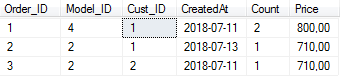 Order_ID Model_ID Cust_ID CreatedAt Count Price
1 4 1 2018-07-11 2 800,00
2 2 1 2018-07-13 1 710,00
3 2 2 2018-07-11 1 710,00